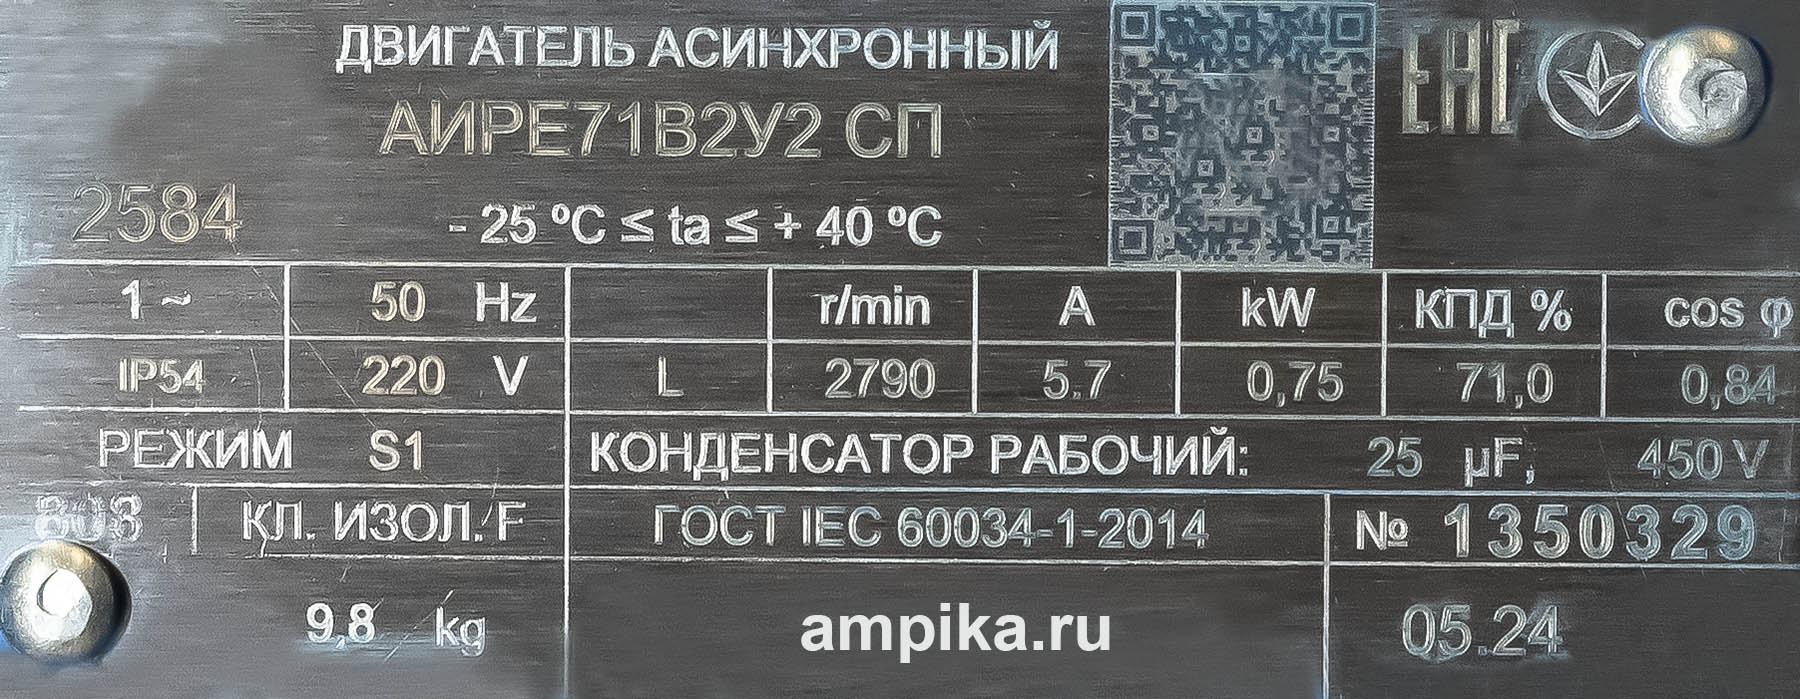 ДВИГАТЕЛЬ АСИНХРОННЫЙ
ЕАС
АИРЕ71В2У2 СП
2584
- 25 ºC ≤ ta ≤ + 40 ºC
1 ~ 50 Hz r/min A kW КПД % cos φ
IP54 220 V L 2790 5.7 0,75 71,0 0,84
РЕЖИМ S1 КОНДЕНСАТОР РАБОЧИЙ: 25 µF, 450 V
803 КЛ. ИЗОЛ. F ГОСТ IEC 60034-1-2014 № 1350329
9,8 kg ampika.ru 05.24